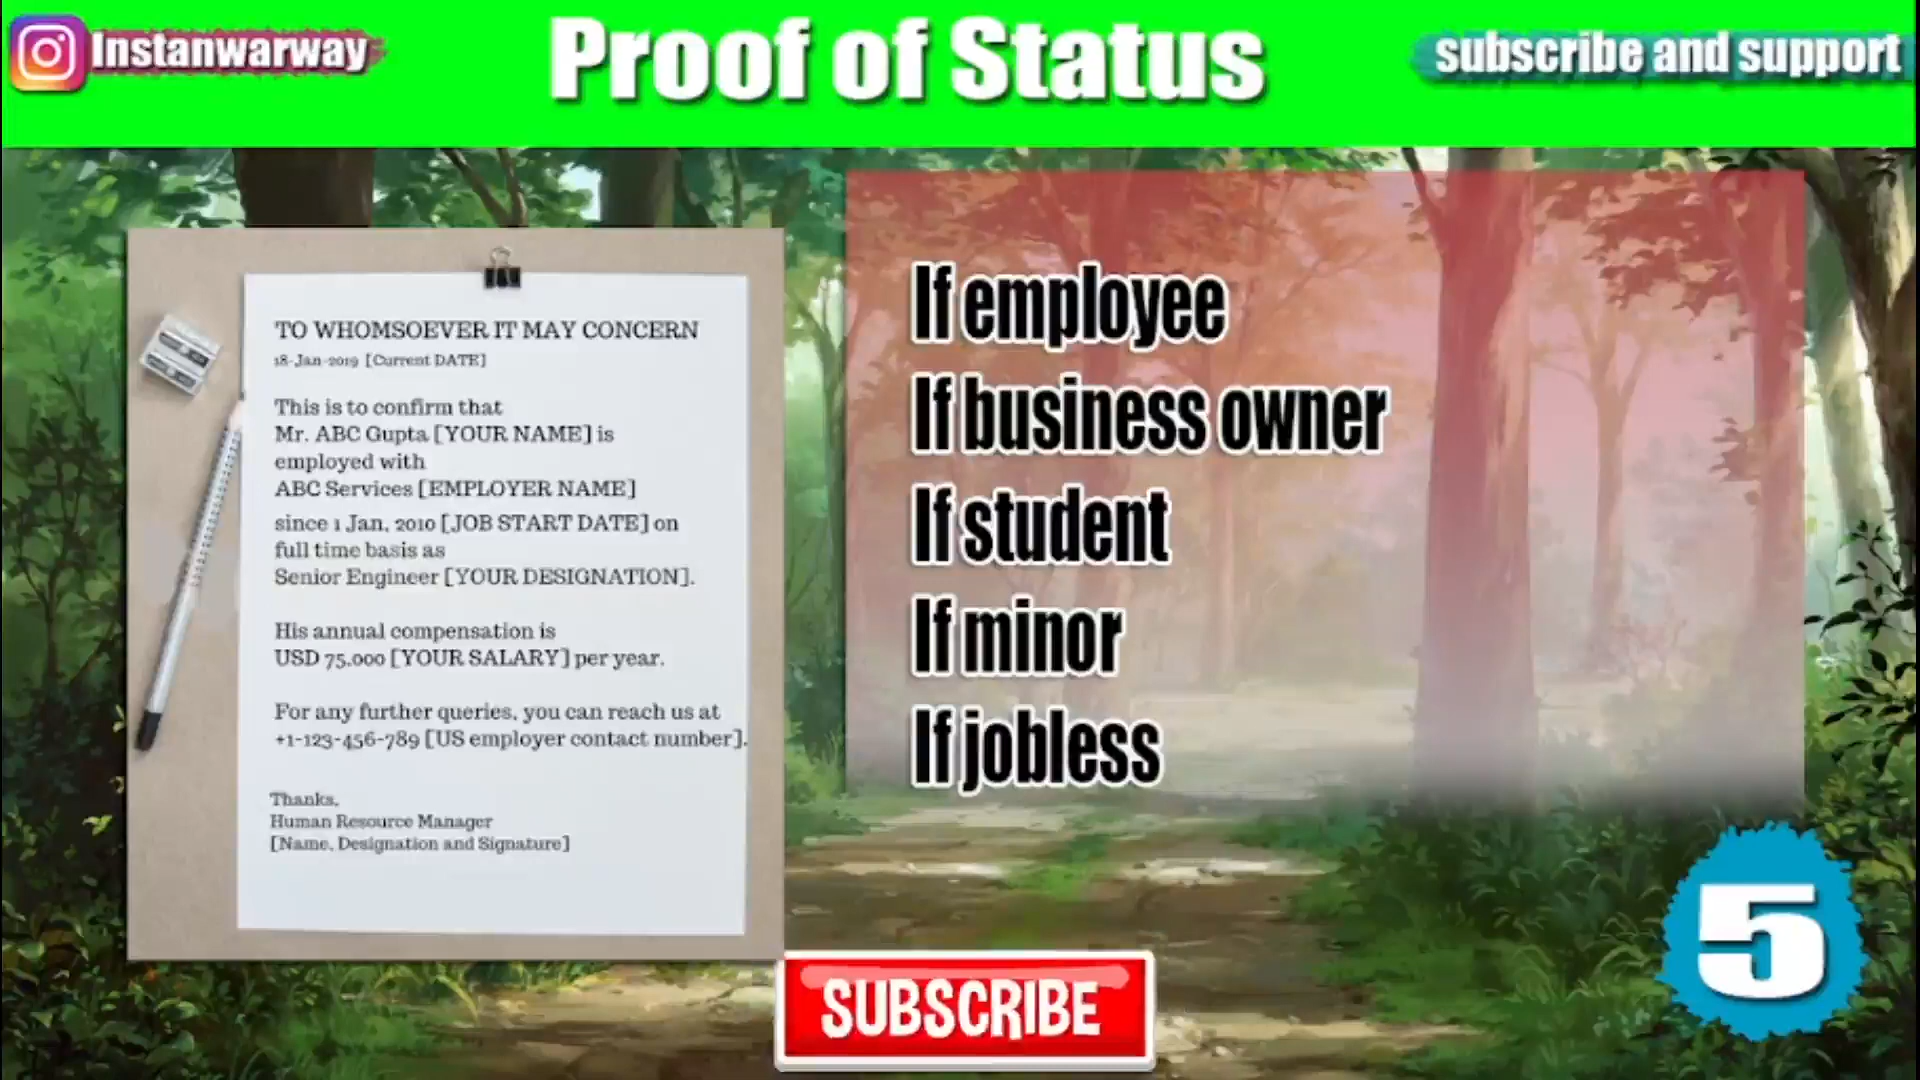 Instanwarway
Proof of Status
subscribe and support
TO WHOMSOEVER IT MAY CONCERN
18-Jan-2019 [Current DATE]
This is to confirm that
Mr. ABC Gupta [YOUR NAME] is
employed with
ABC Services [EMPLOYER NAME]
since 1 Jan, 2010 [JOB START DATE] on
full time basis as
Senior Engineer [YOUR DESIGNATION].
His annual compensation is
USD 75,000 [YOUR SALARY] per year.
For any further queries, you can reach us at
+1-123-456-789 [US employer contact number].
Thanks,
Human Resource Manager
[Name, Designation and Signature]
If employee
If business owner
If student
If minor
If jobless
5
SUBSCRIBE